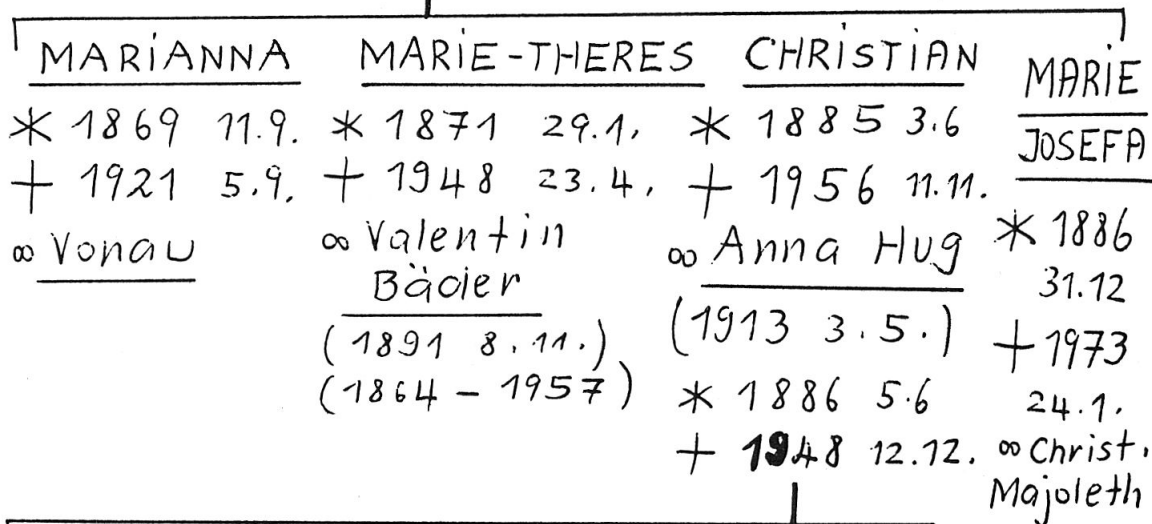 MARIANNA
* 1869 11.9.
+ 1921 5.9.
∞ Vonau
MARIE-THERES
* 1871 29.1.
+ 1948 23.4.
∞ Valentin
Bäder
(1891 8.11.)
(1864 - 1957)
CHRISTIAN
* 1885 3.6
+ 1956 11.11.
∞ Anna Hug
(1913 3.5.)
* 1886 5.6
+ 1948 12.12.
MARIE
JOSEFA
* 1886
31.12
+ 1973
24.1.
∞ Christ.
Majoleth